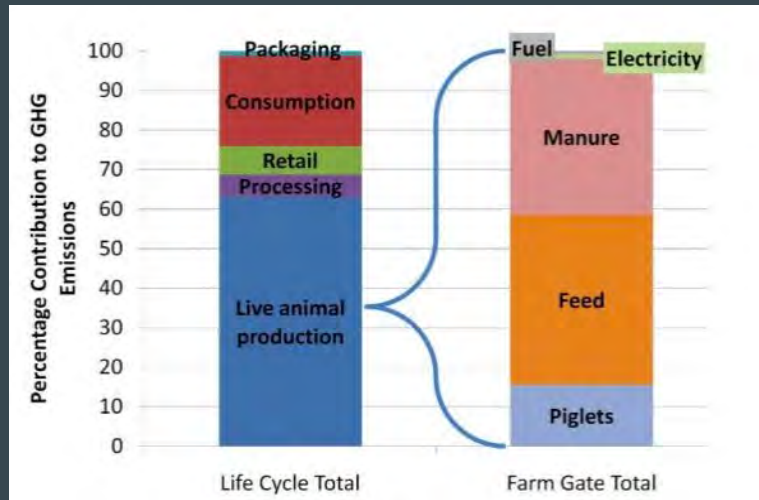 Percentage Contribution to GHG
Emissions
100
90
80
70
60
50
40
30
20
10
0
Packaging
Consumption
Retail
Processing
Live animal
production
Life Cycle Total
Fuel
Electricity
Manure
Feed
Piglets
Farm Gate Total